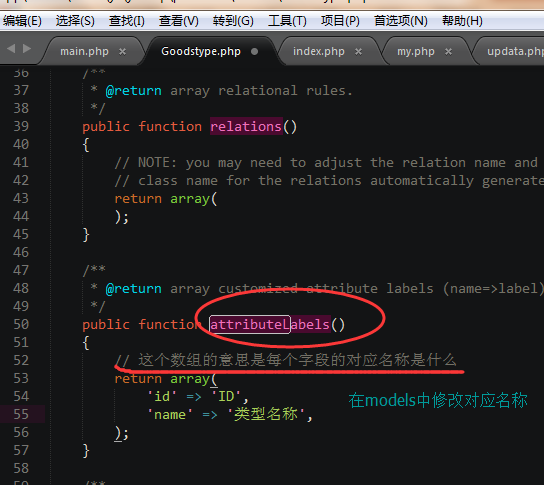 编辑(E) 选择(S) 查找(I) 查看(V) 转到(G) 工具(T) 项目(P) 首选项(N) 帮助(H)
main.php × Goodstype.php index.php × my.php × updata.php
36 /**
37 * @return array relational rules.
38 */
39 public function relations()
40 {
41 // NOTE: you may need to adjust the relation name and
42 // class name for the relations automatically generate
43 return array(
44 );
45 }
46
47 /**
48 * @return array customized attribute labels (name=>label)
49 */
50 public function attributeLabels()
51 {
52 // 这个数组的意思是每个字段的对应名称是什么
53 return array(
54 'id' => 'ID',
55 'name' => '类型名称',
56 );
57 }
58
在models中修改对应名称